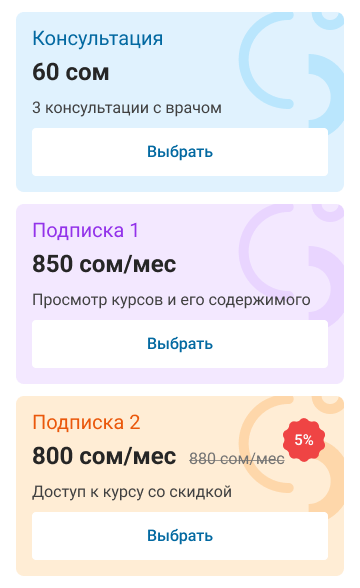 Консультация
60 сом
3 консультации с врачом
Выбрать
Подписка 1
850 сом/мес
Просмотр курсов и его содержимого
Выбрать
Подписка 2
800 сом/мес 880 сом/мес 5%
Доступ к курсу со скидкой
Выбрать